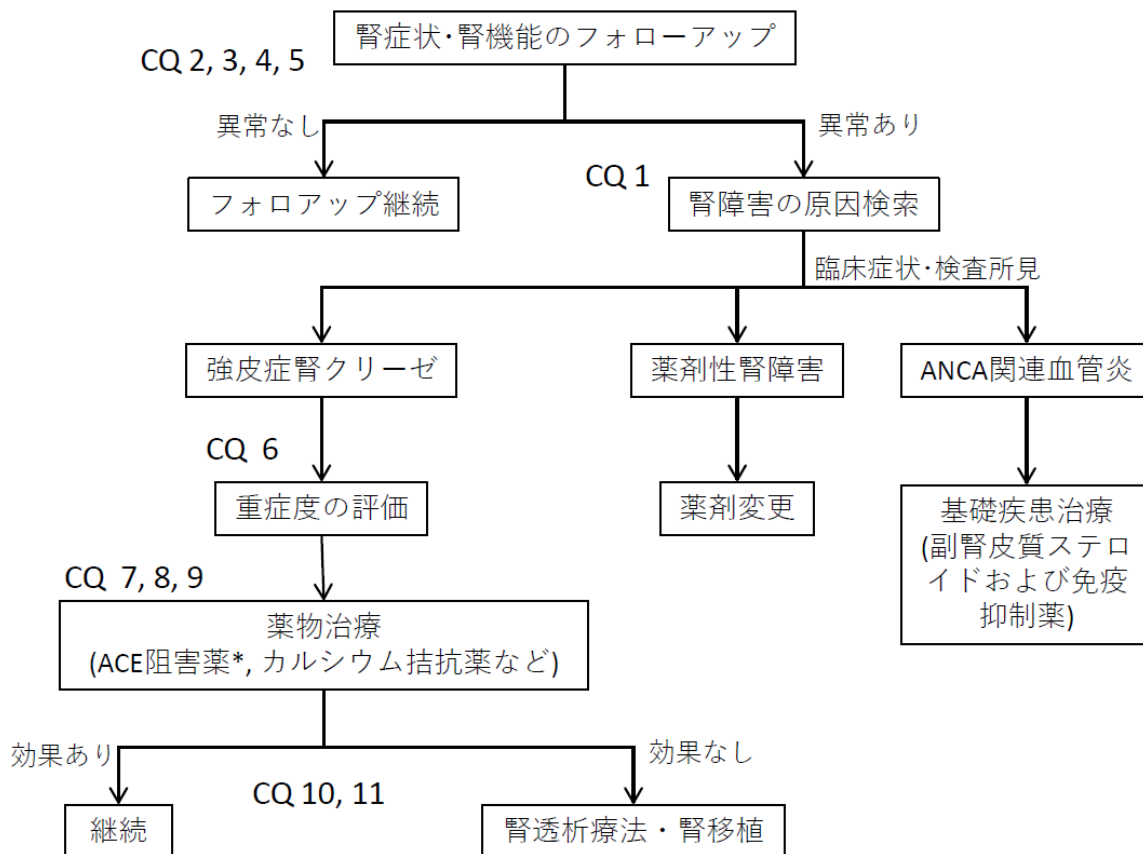 腎症状･腎機能のフォローアップ
CQ 2, 3, 4, 5
異常なし
異常あり
CQ 1
フォロアップ継続
腎障害の原因検索
臨床症状･検査所見
強皮症腎クリーゼ
薬剤性腎障害
ANCA関連血管炎
CQ 6
重症度の評価
薬剤変更
基礎疾患治療
(副腎皮質ステロ
イドおよび免疫
抑制薬)
CQ 7, 8, 9
薬物治療
(ACE阻害薬*, カルシウム拮抗薬など)
効果あり
効果なし
CQ 10, 11
継続
腎透析療法・腎移植